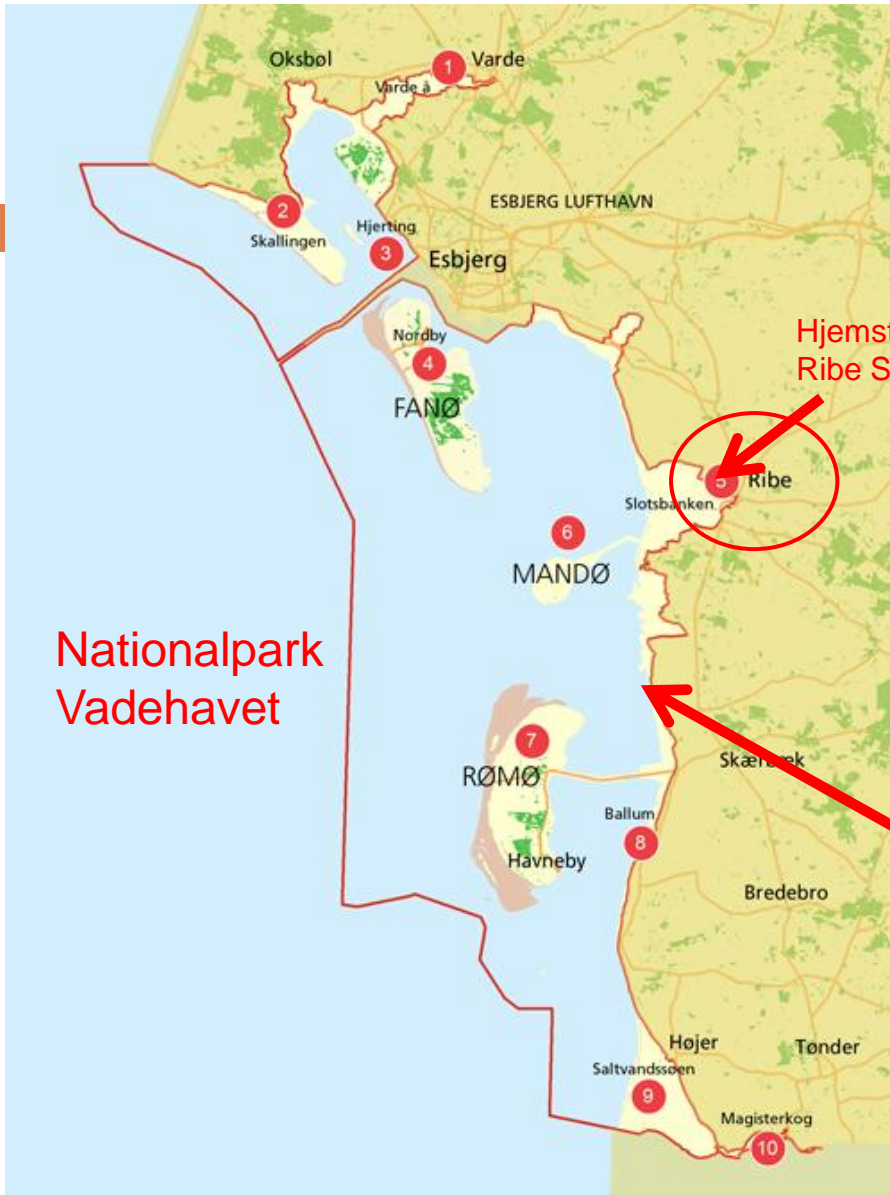 Oksbøl
1
Varde
Varde å
2
Skallingen
ESBJERG LUFTHAVN
Hjerting
3
Esbjerg
Nordby
4
FANØ
Ribe S
5
Ribe
Slotsbanken
6
MANDØ
Nationalpark
Vadehavet
7
RØMØ
Skærbæk
Ballum
8
Havneby
Bredebro
Højer
Tønder
Saltvandssøen
9
Magisterkog
10